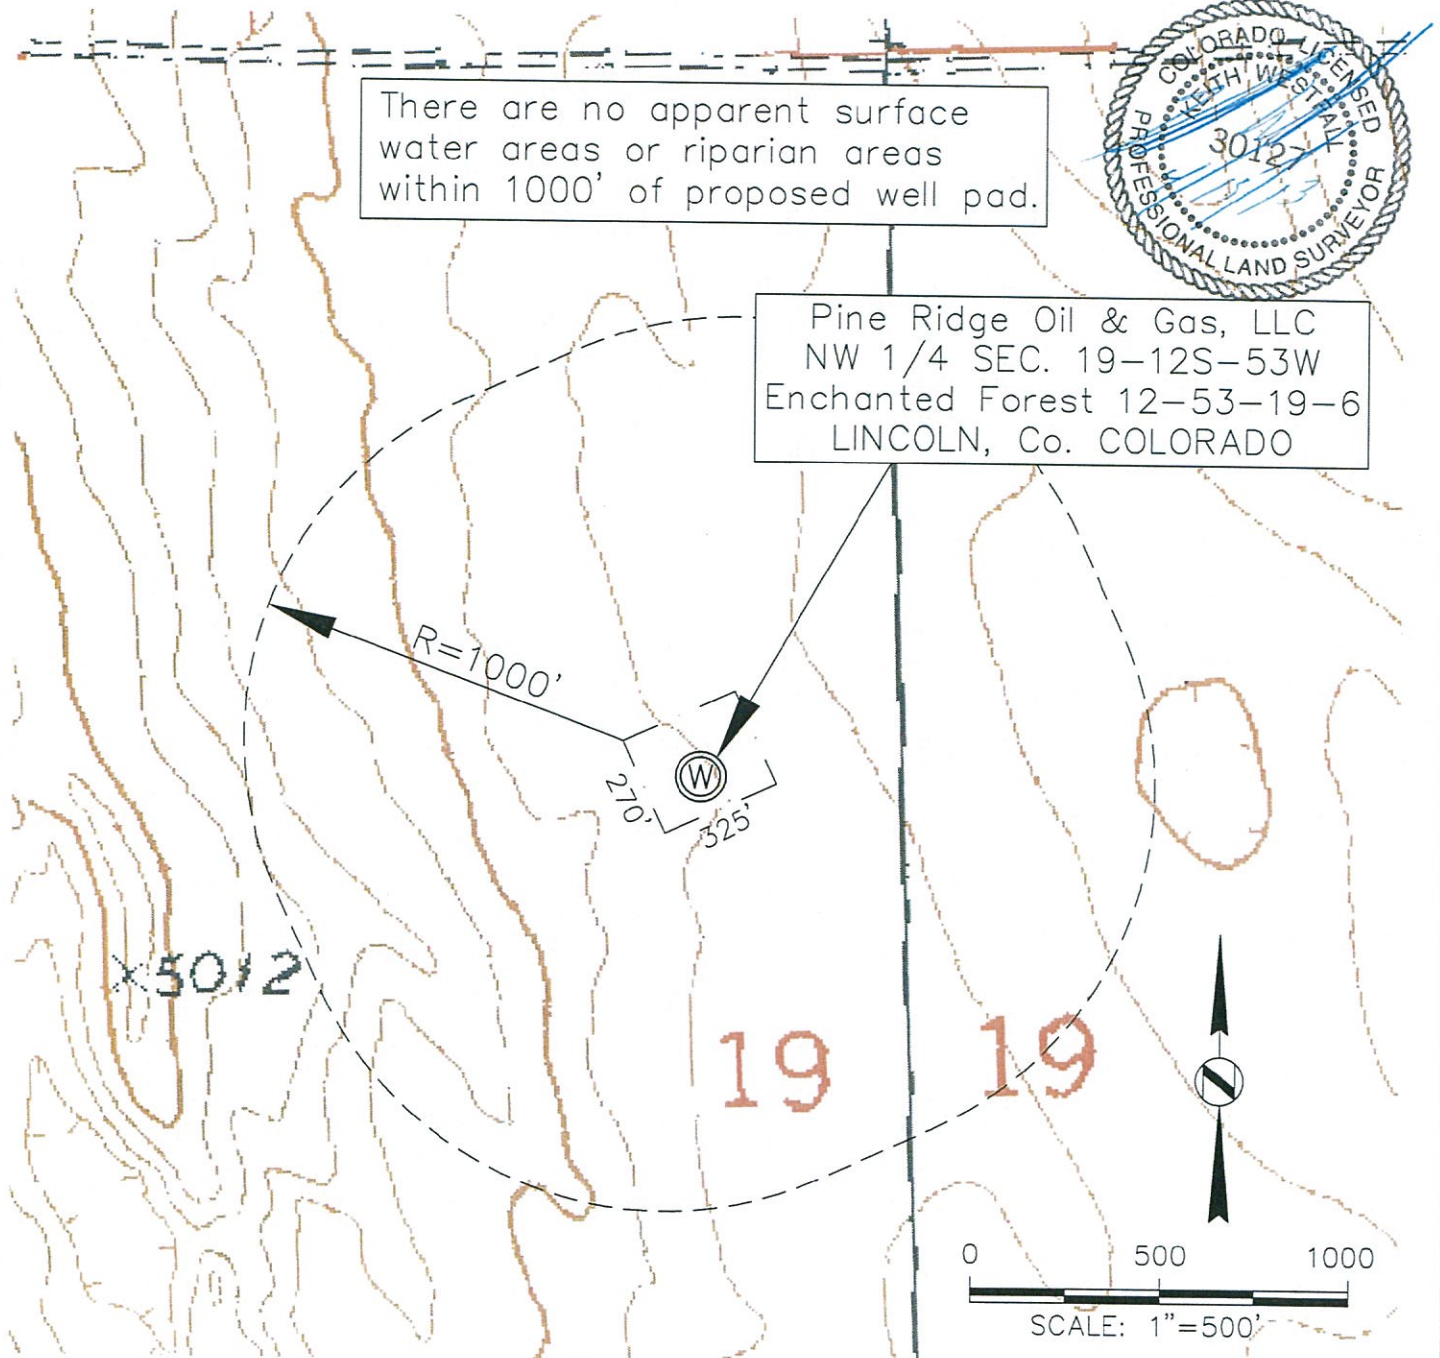 There are no apparent surface
water areas or riparian areas
within 1000' of proposed well pad.
COLORADO LICENSED
KEITH WESTFALL
30127
PROFESSIONAL LAND SURVEYOR
Pine Ridge Oil & Gas, LLC
NW 1/4 SEC. 19-12S-53W
Enchanted Forest 12-53-19-6
LINCOLN, Co. COLORADO
R=1000'
W
270'
325'
x5012
19
19
N
0 500 1000
SCALE: 1"=500'